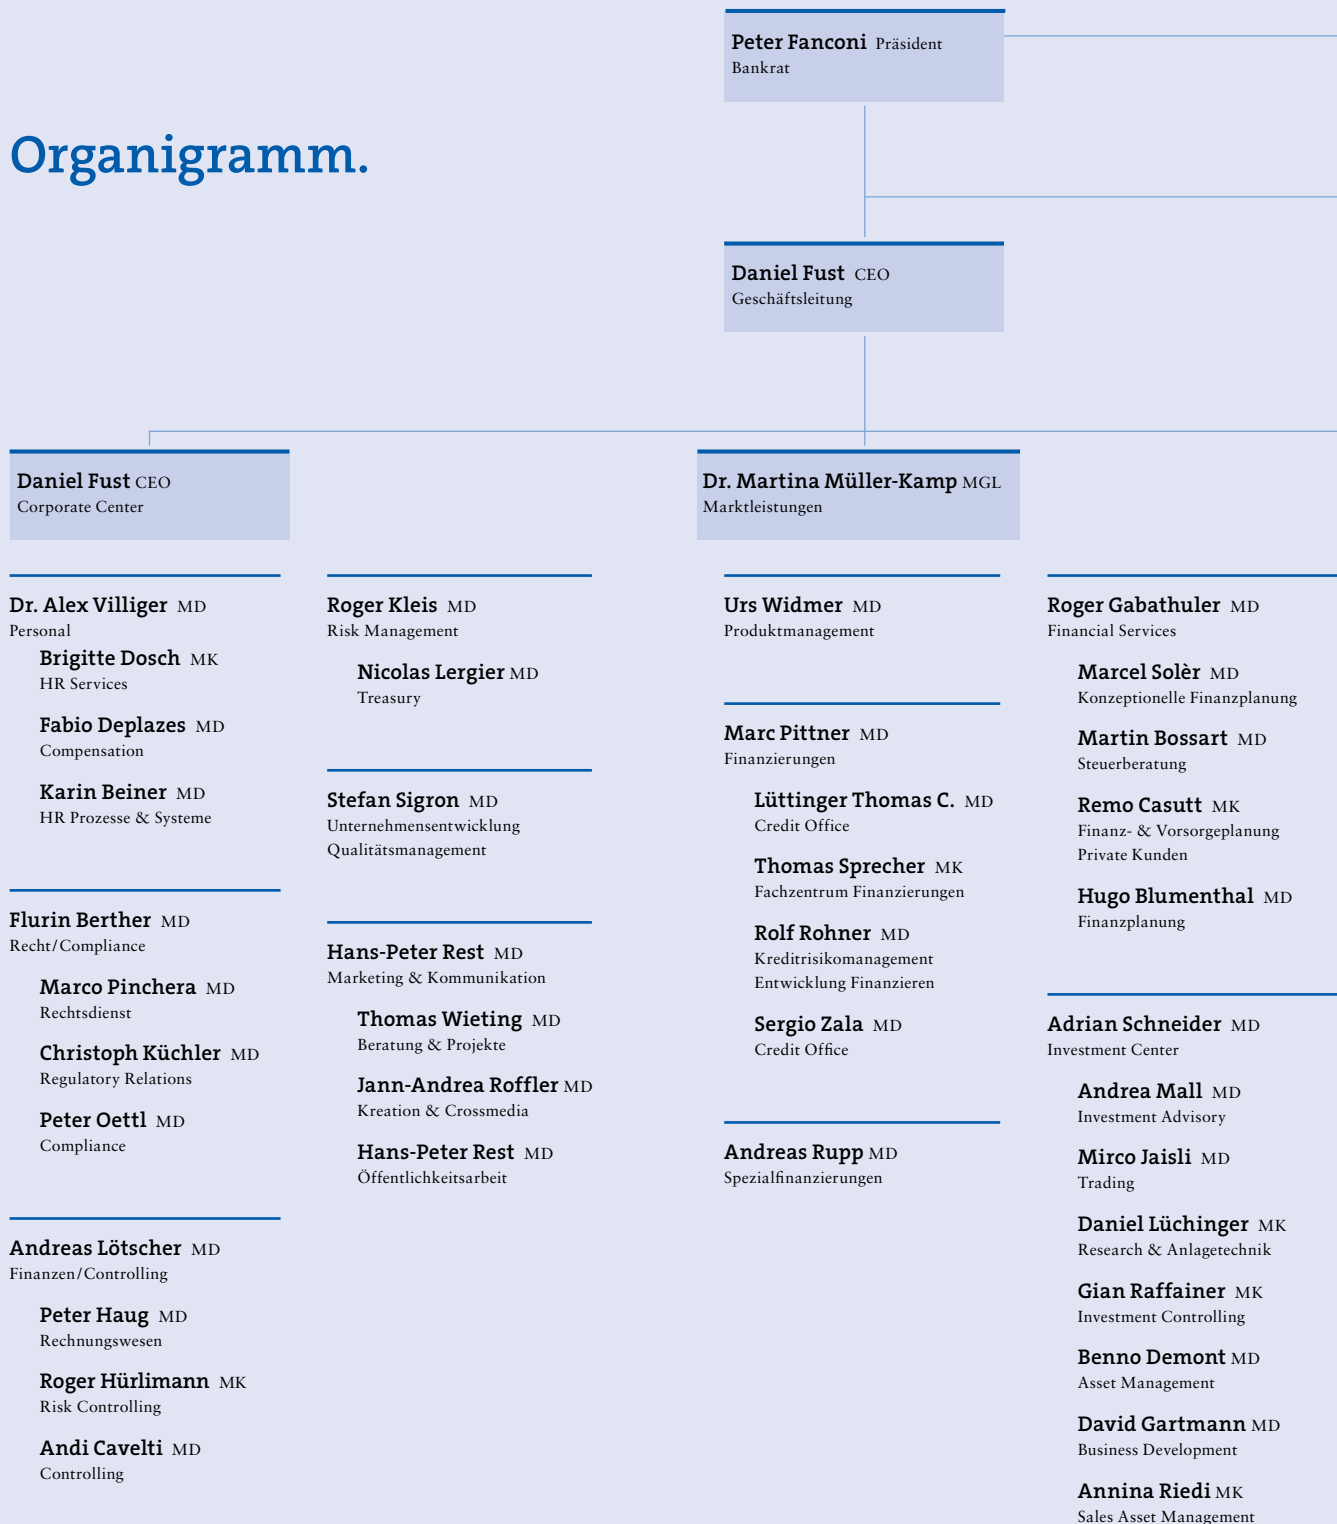 Peter Fanconi Präsident
Bankrat
Organigramm.
Daniel Fust CEO
Geschäftsleitung
Daniel Fust CEO
Corporate Center
Dr. Martina Müller-Kamp MGL
Marktleistungen
Dr. Alex Villiger MD
Personal
Brigitte Dosch MK
HR Services
Fabio Deplazes MD
Compensation
Karin Beiner MD
HR Prozesse & Systeme
Flurin Berther MD
Recht/Compliance
Marco Pinchera MD
Rechtsdienst
Christoph Küchler MD
Regulatory Relations
Peter Oettl MD
Compliance
Andreas Lötscher MD
Finanzen/Controlling
Peter Haug MD
Rechnungswesen
Roger Hürlimann MK
Risk Controlling
Andi Cavelti MD
Controlling
Roger Kleis MD
Risk Management
Nicolas Lergier MD
Treasury
Stefan Sigron MD
Unternehmensentwicklung
Qualitätsmanagement
Hans-Peter Rest MD
Marketing & Kommunikation
Thomas Wieting MD
Beratung & Projekte
Jann-Andrea Roffler MD
Kreation & Crossmedia
Hans-Peter Rest MD
Öffentlichkeitsarbeit
Urs Widmer MD
Produktmanagement
Marc Pittner MD
Finanzierungen
Lüttinger Thomas C. MD
Credit Office
Thomas Sprecher MK
Fachzentrum Finanzierungen
Rolf Rohner MD
Kreditrisikomanagement
Entwicklung Finanzieren
Sergio Zala MD
Credit Office
Andreas Rupp MD
Spezialfinanzierungen
Roger Gabathuler MD
Financial Services
Marcel Solèr MD
Konzeptionelle Finanzplanung
Martin Bossart MD
Steuerberatung
Remo Casutt MK
Finanz- & Vorsorgeplanung
Private Kunden
Hugo Blumenthal MD
Finanzplanung
Adrian Schneider MD
Investment Center
Andrea Mall MD
Investment Advisory
Mirco Jaisli MD
Trading
Daniel Lüchinger MK
Research & Anlagetechnik
Gian Raffainer MK
Investment Controlling
Benno Demont MD
Asset Management
David Gartmann MD
Business Development
Annina Riedi MK
Sales Asset Management